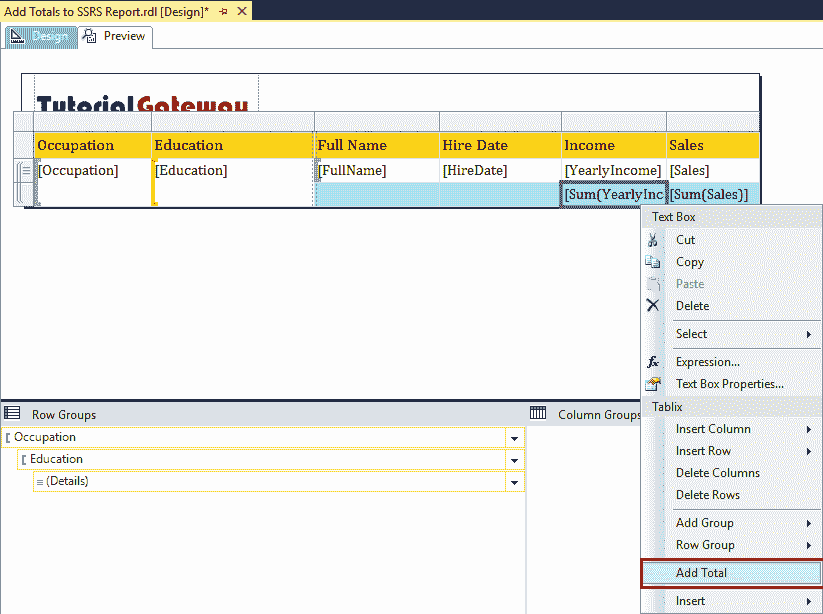 Add Totals to SSRS Report.rdl [Design]*
Design Preview
TutorialGateway
Occupation Education Full Name Hire Date Income Sales
[Occupation] [Education] [FullName] [HireDate] [YearlyIncome] [Sales]
[Sum(YearlyInc [Sum(Sales)]
Text Box
Cut
Copy
Paste
Delete
Select
Expression...
Text Box Properties...
Tablix
Insert Column
Insert Row
Delete Columns
Delete Rows
Add Group
Row Group
Add Total
Insert
Row Groups Column Groups
Occupation
Education
(Details)